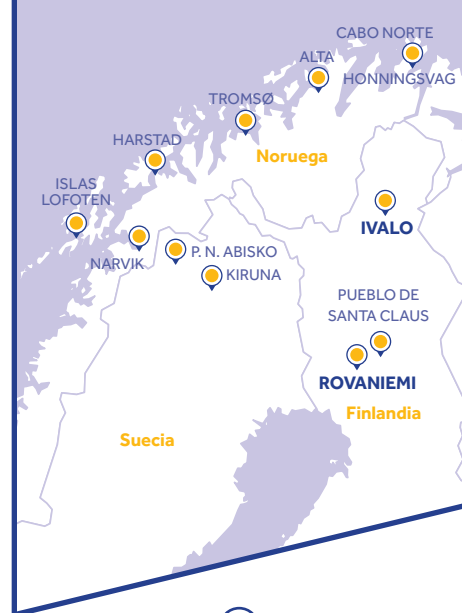 CABO NORTE
ALTA
HONNINGSVAG
TROMSØ
HARSTAD
Noruega
ISLAS
LOFOTEN
IVALO
NARVIK
P. N. ABISKO
KIRUNA
PUEBLO DE
SANTA CLAUS
ROVANIEMI
Finlandia
Suecia